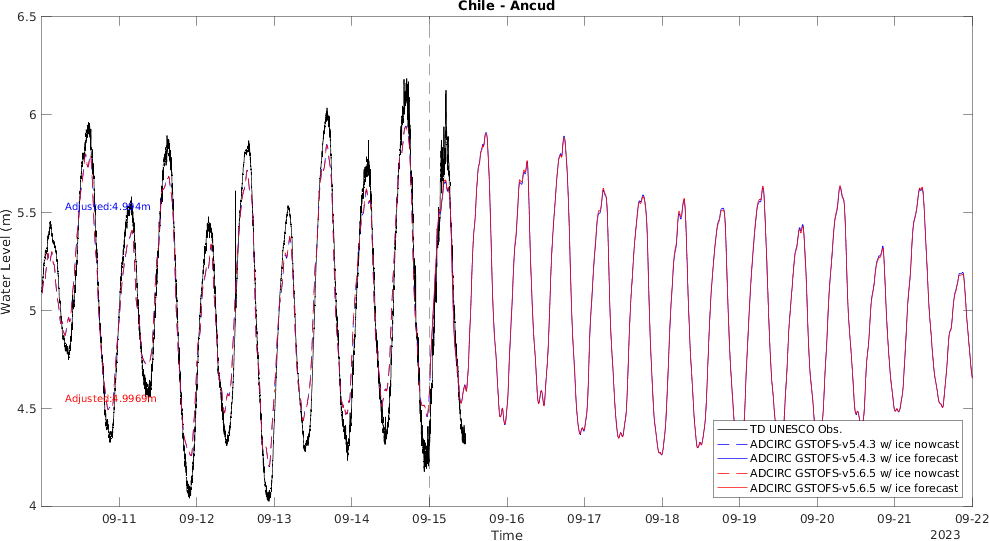 Chile - Ancud
6.5
6
5.5
5
4.5
4
Water Level (m)
Adjusted:4.994m
Adjusted:4.9969m
TD UNESCO Obs.
ADCIRC GSTOFS-v5.4.3 w/ ice nowcast
ADCIRC GSTOFS-v5.4.3 w/ ice forecast
ADCIRC GSTOFS-v5.6.5 w/ ice nowcast
ADCIRC GSTOFS-v5.6.5 w/ ice forecast
09-11 09-12 09-13 09-14 09-15 09-16 09-17 09-18 09-19 09-20 09-21 09-22
Time
2023